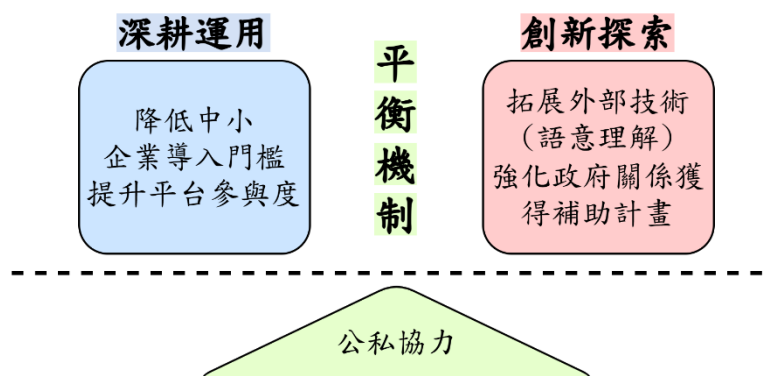 深耕運用
降低中小
企業導入門檻
提升平台參與度
平
衡
機
制
創新探索
拓展外部技術
（語意理解）
強化政府關係獲
得補助計畫
公私協力